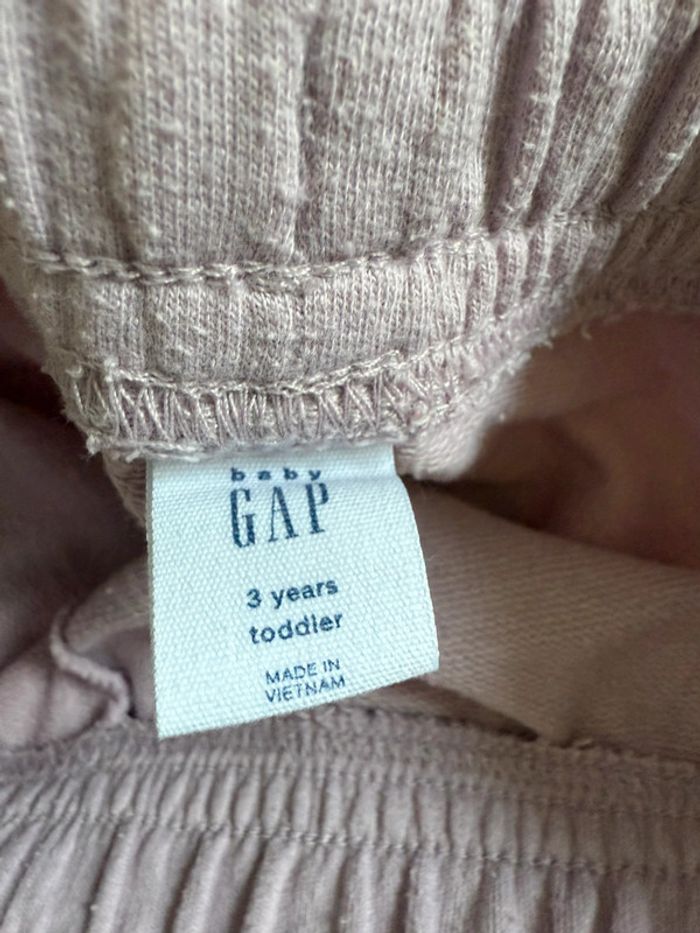 baby
GAP
3 years
toddler
MADE IN
VIETNAM